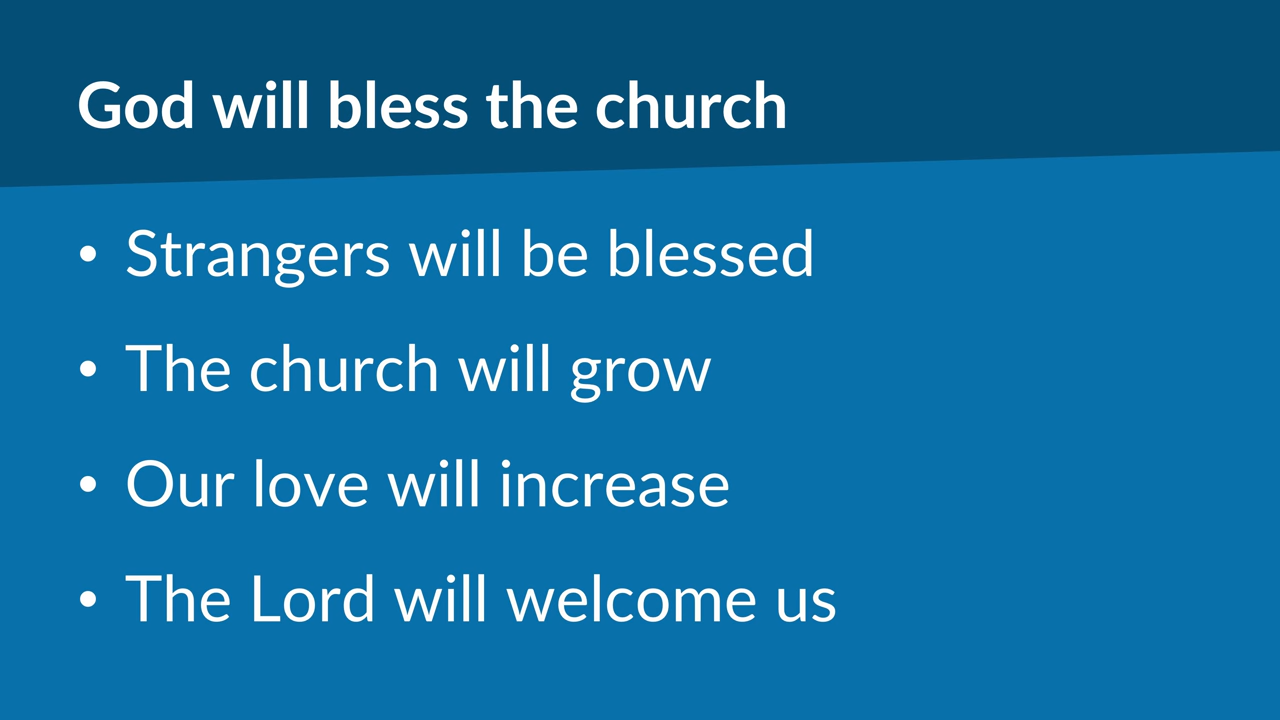 God will bless the church
• Strangers will be blessed
• The church will grow
• Our love will increase
• The Lord will welcome us